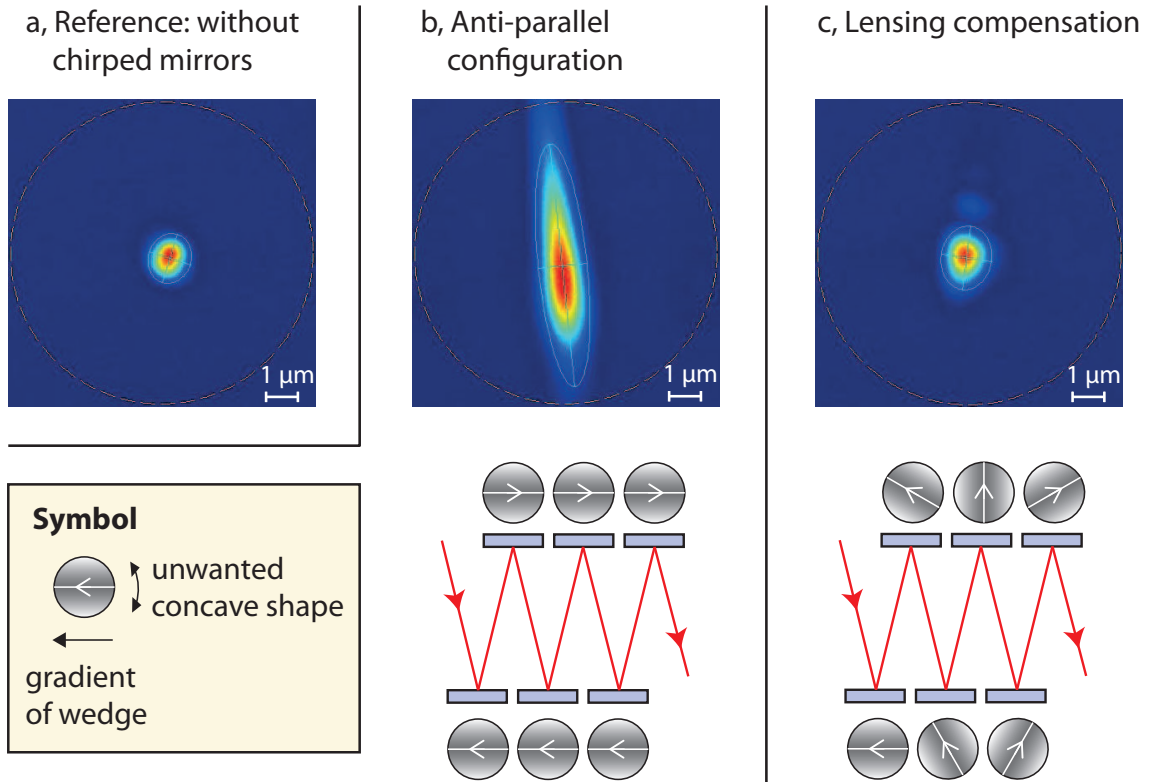 a, Reference: without
chirped mirrors
b, Anti-parallel
configuration
c, Lensing compensation
1 µm
1 µm
1 µm
Symbol
unwanted
concave shape
gradient
of wedge